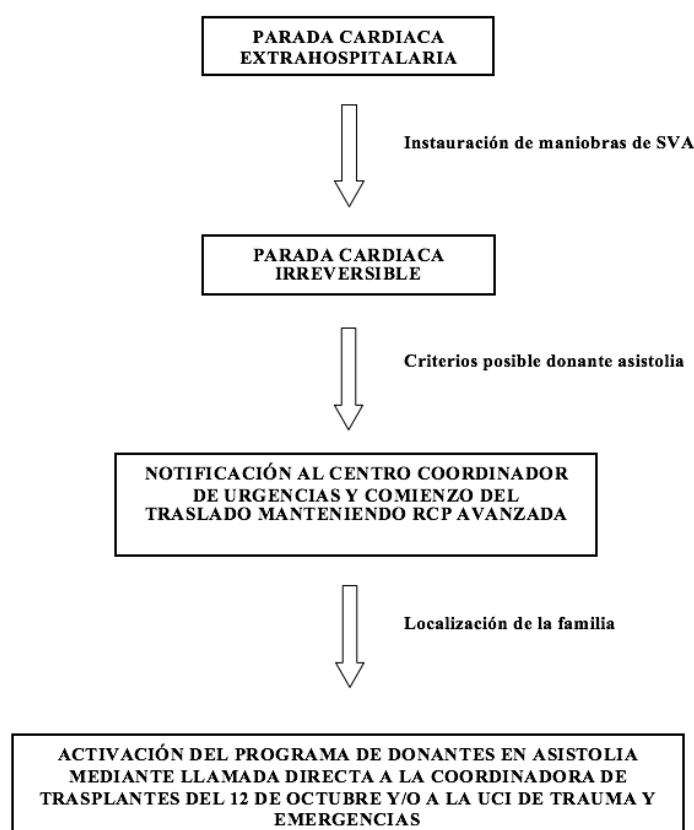 PARADA CARDIACA
EXTRAHOSPITALARIA
Instauración de maniobras de SVA
PARADA CARDIACA
IRREVERSIBLE
Criterios posible donante asistolia
NOTIFICACIÓN AL CENTRO COORDINADOR
DE URGENCIAS Y COMIENZO DEL
TRASLADO MANTENIENDO RCP AVANZADA
Localización de la familia
ACTIVACIÓN DEL PROGRAMA DE DONANTES EN ASISTOLIA
MEDIANTE LLAMADA DIRECTA A LA COORDINADORA DE
TRASPLANTES DEL 12 DE OCTUBRE Y/O A LA UCI DE TRAUMA Y
EMERGENCIAS